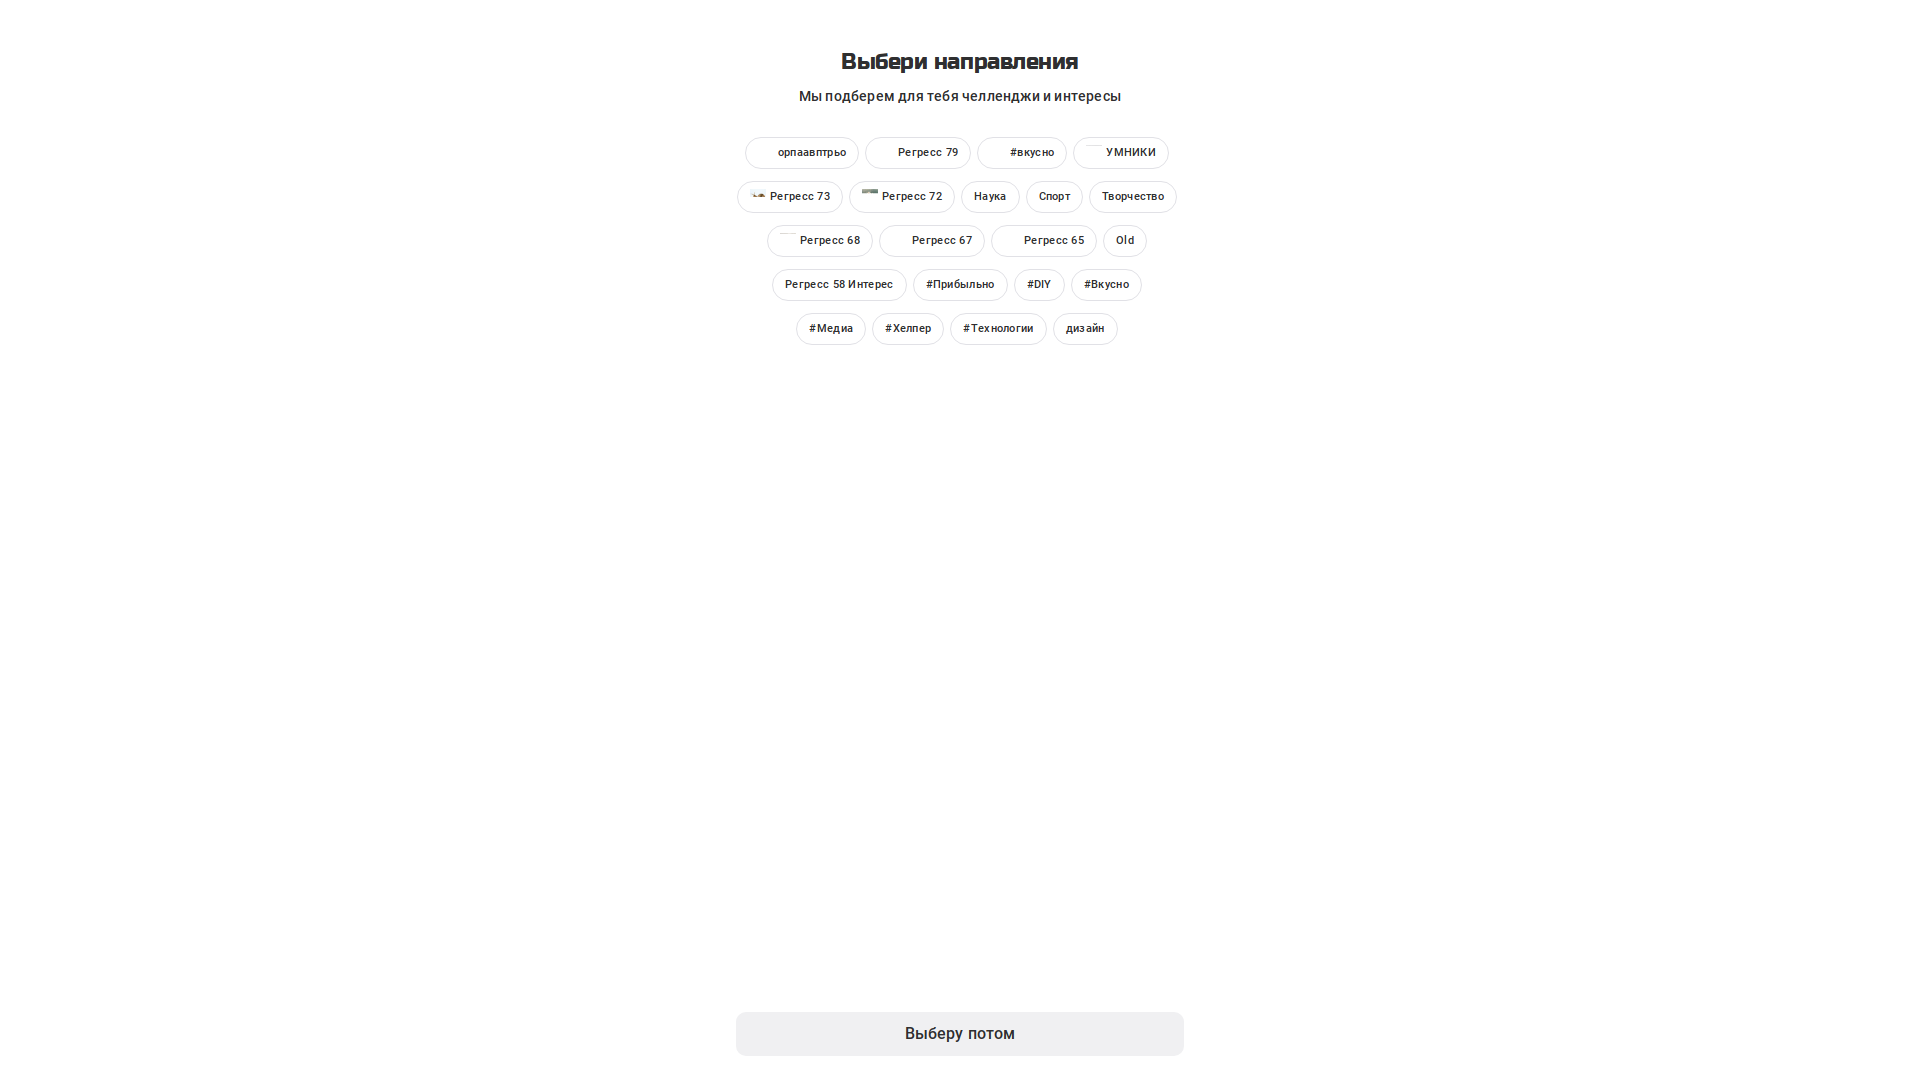 Выбери направления
Мы подберем для тебя челленджи и интересы
орпаавптрьо Регресс 79 #вкусно УМНИКИ
Регресс 73 Регресс 72 Наука Спорт Творчество
Регресс 68 Регресс 67 Регресс 65 Old
Регресс 58 Интерес #Прибыльно #DIY #Вкусно
#Медиа #Хелпер #Технологии дизайн
Выберу потом